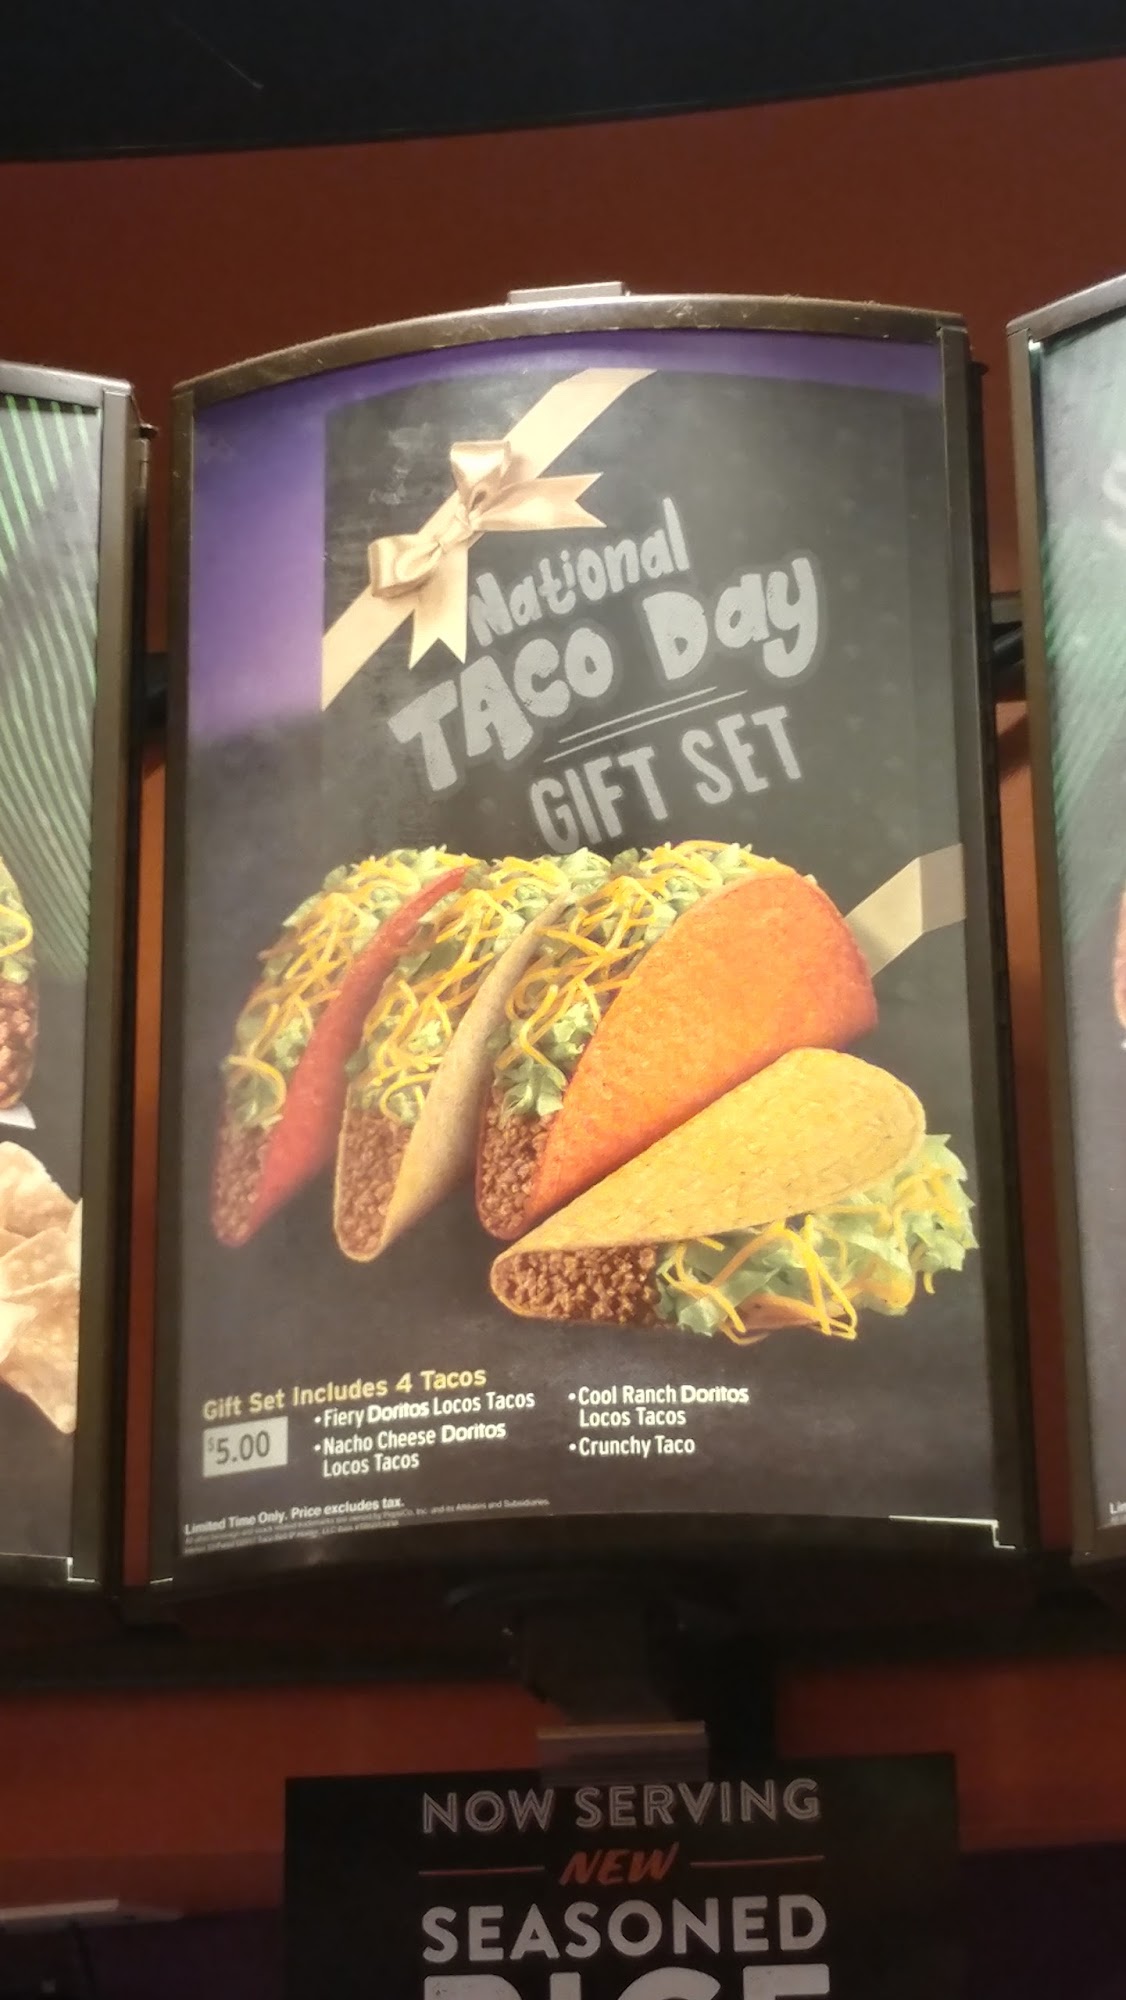 National
TACO Day
GIFT SET
Gift Set Includes 4 Tacos
$5.00
•Fiery Doritos Locos Tacos
•Nacho Cheese Doritos
Locos Tacos
•Cool Ranch Doritos
Locos Tacos
•Crunchy Taco
Limited Time Only. Price excludes tax.
NOW SERVING
NEW
SEASONED
RICE